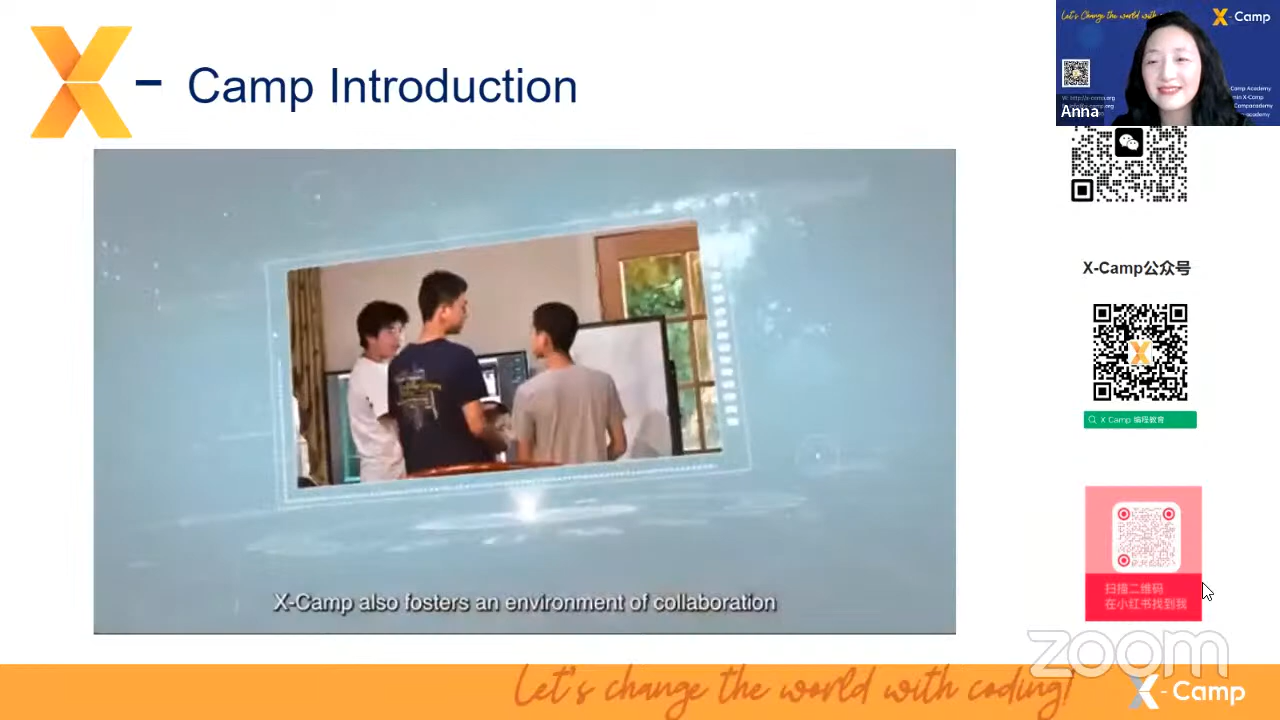 X - Camp Introduction
Let's Change the world with
X - Camp
Camp Academy
Anna
X-Camp公众号
X Camp 编程教育
扫描二维码
在小红书找到我
X-Camp also fosters an environment of collaboration
zoom
Let's change the world with coding!
X - Camp